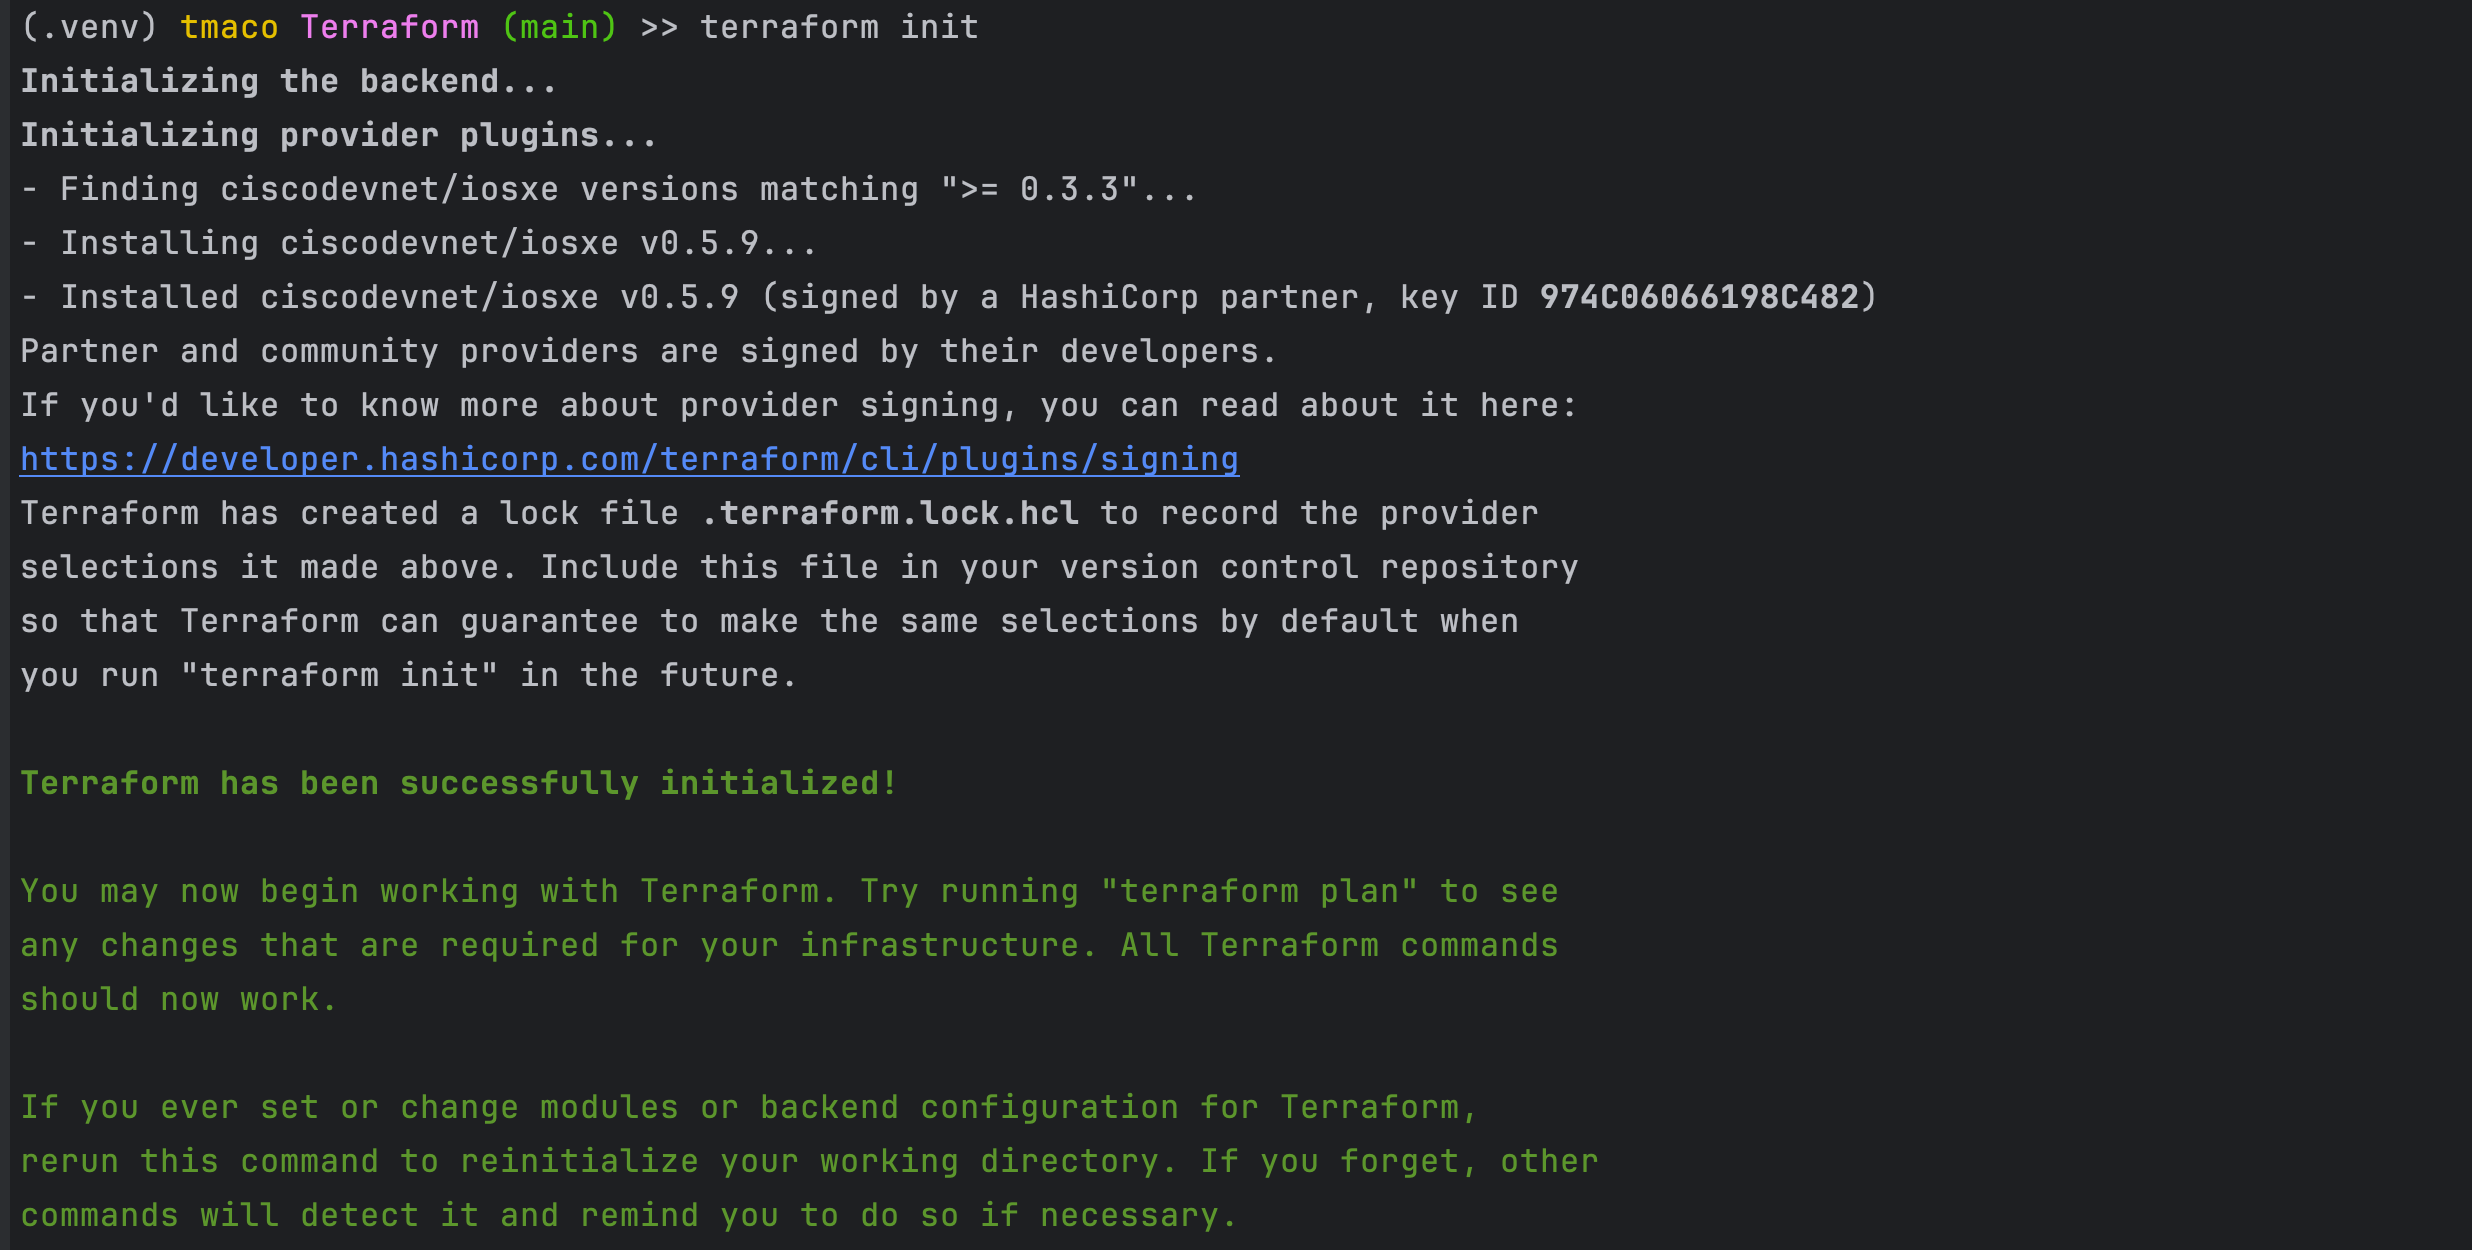 (.venv) tmaco Terraform (main) >> terraform init
Initializing the backend...
Initializing provider plugins...
- Finding ciscodevnet/iosxe versions matching ">= 0.3.3"...
- Installing ciscodevnet/iosxe v0.5.9...
- Installed ciscodevnet/iosxe v0.5.9 (signed by a HashiCorp partner, key ID 974C06066198C482)
Partner and community providers are signed by their developers.
If you'd like to know more about provider signing, you can read about it here:
https://developer.hashicorp.com/terraform/cli/plugins/signing
Terraform has created a lock file .terraform.lock.hcl to record the provider
selections it made above. Include this file in your version control repository
so that Terraform can guarantee to make the same selections by default when
you run "terraform init" in the future.
Terraform has been successfully initialized!
You may now begin working with Terraform. Try running "terraform plan" to see
any changes that are required for your infrastructure. All Terraform commands
should now work.
If you ever set or change modules or backend configuration for Terraform,
rerun this command to reinitialize your working directory. If you forget, other
commands will detect it and remind you to do so if necessary.